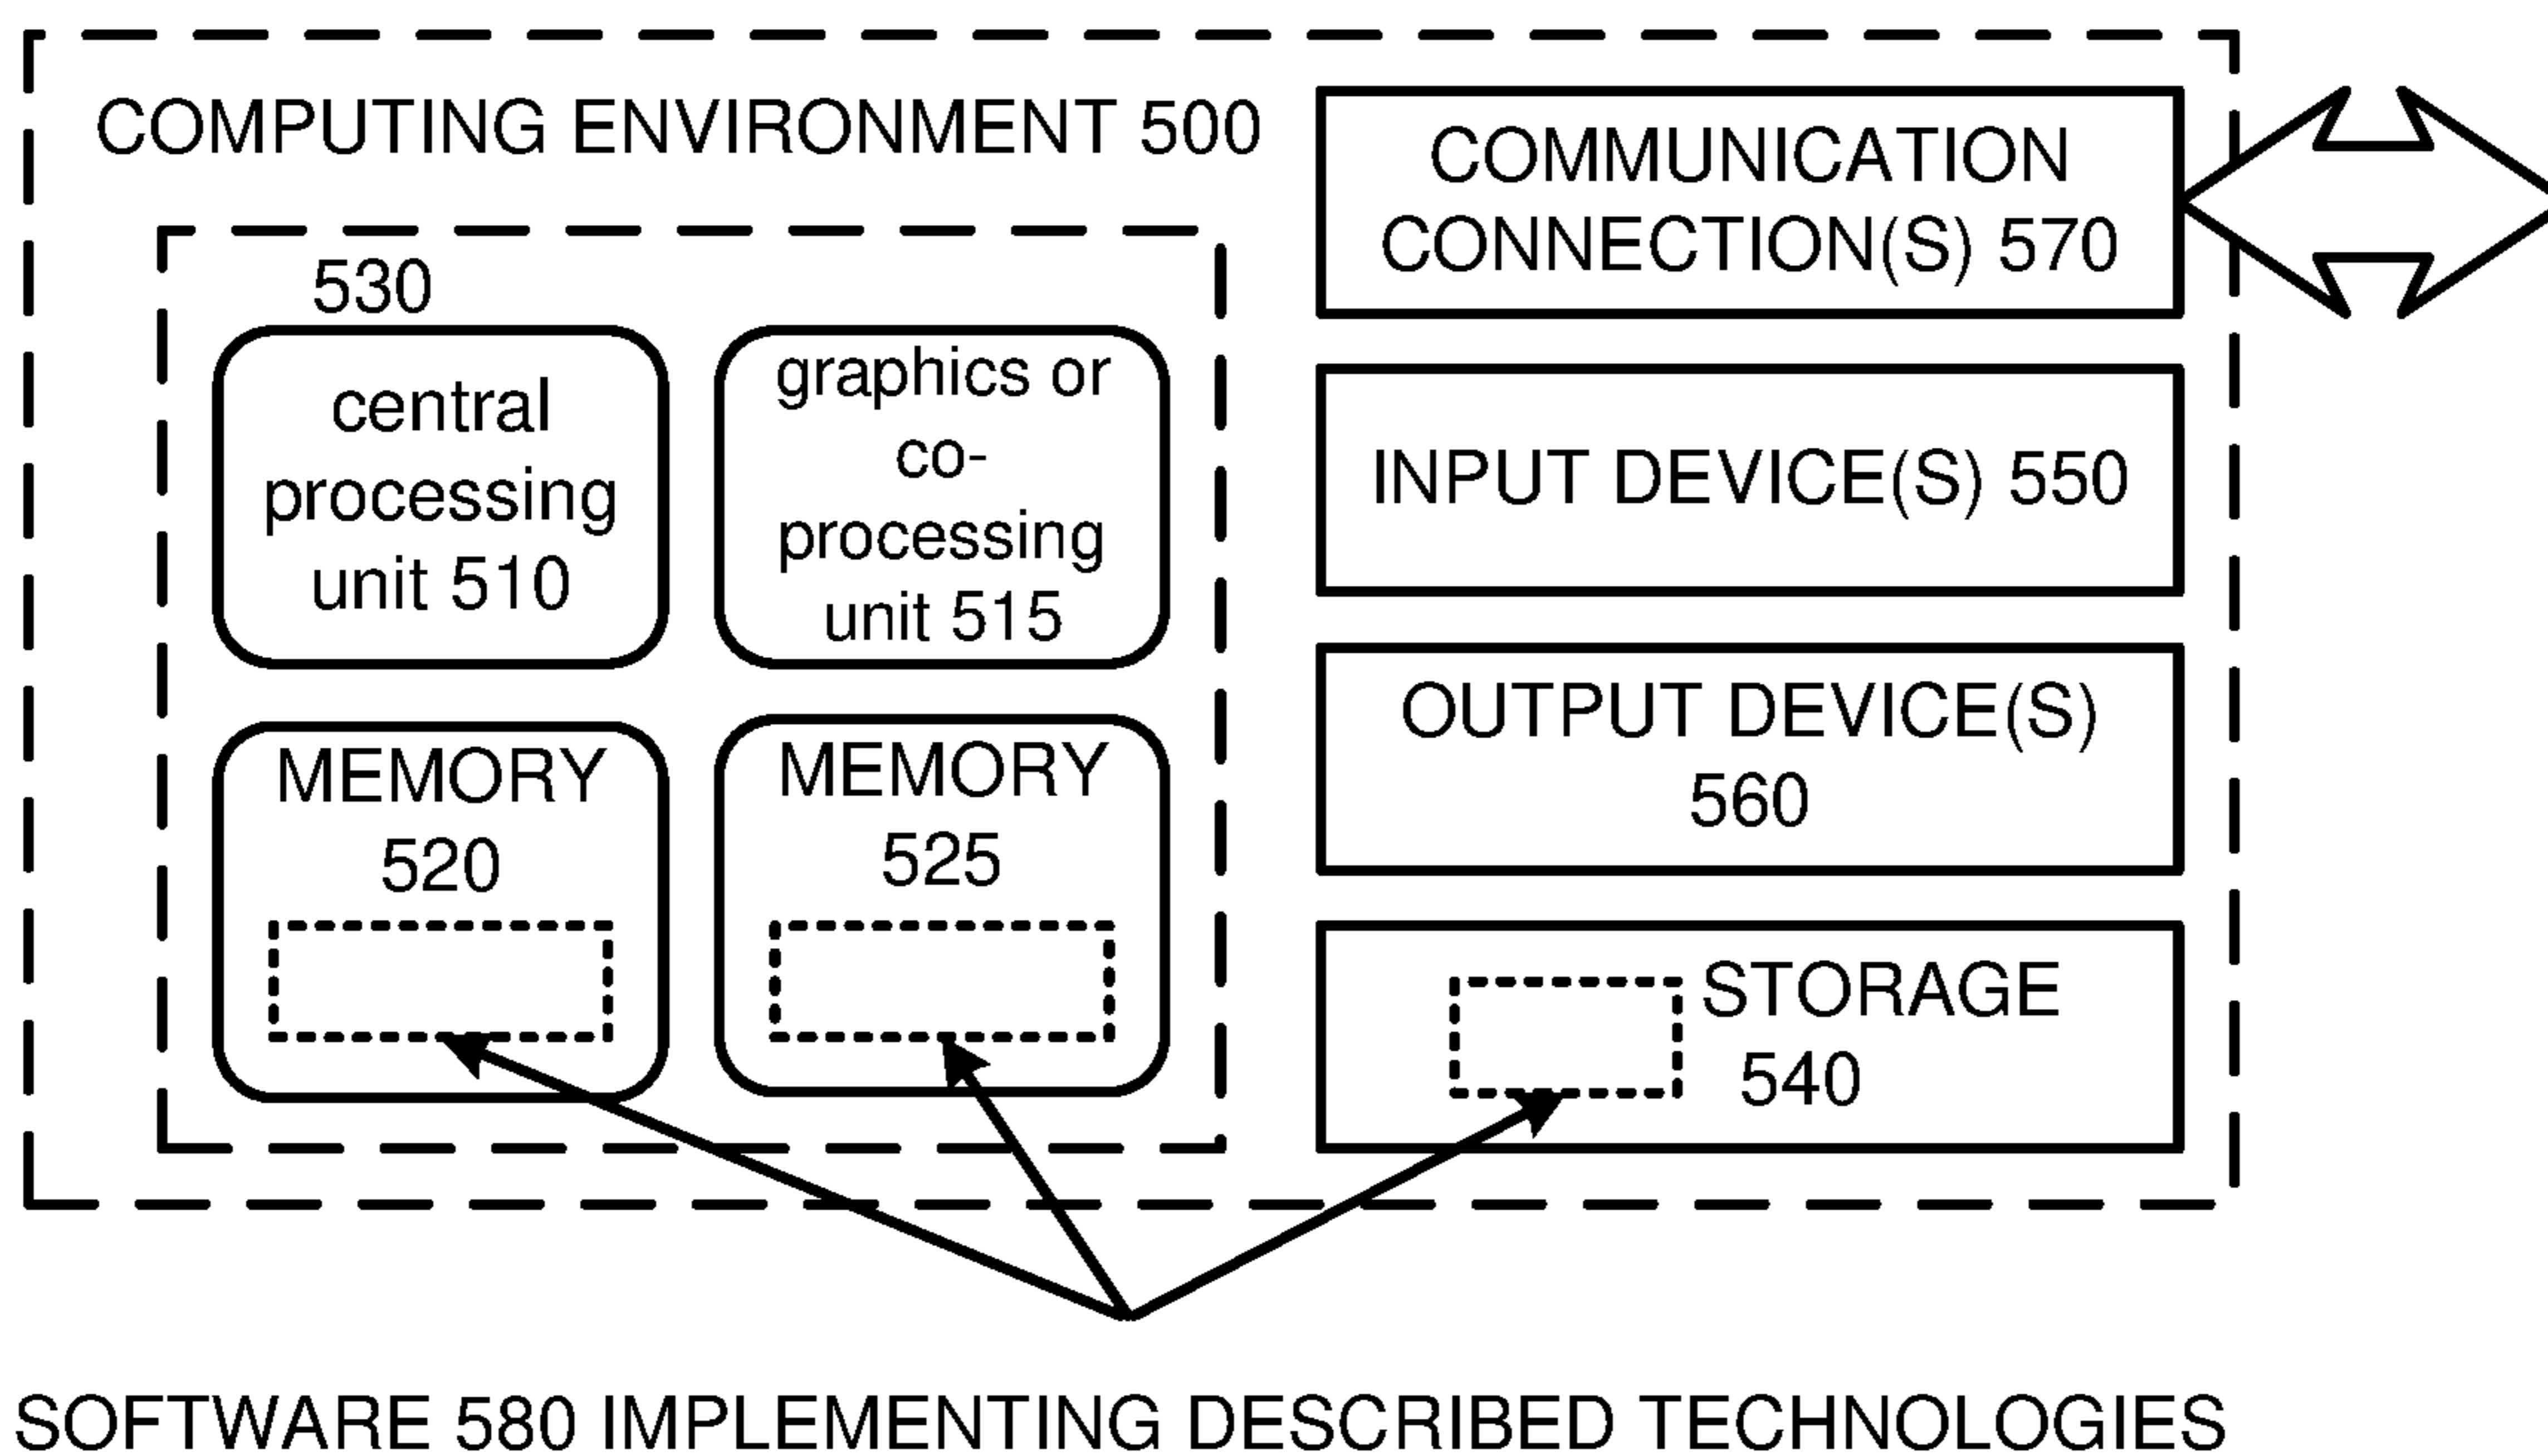 COMPUTING ENVIRONMENT 500
530
central
processing
unit 510
graphics or
co-
processing
unit 515
MEMORY
520
MEMORY
525
COMMUNICATION
CONNECTION(S) 570
INPUT DEVICE(S) 550
OUTPUT DEVICE(S)
560
STORAGE
540
SOFTWARE 580 IMPLEMENTING DESCRIBED TECHNOLOGIES